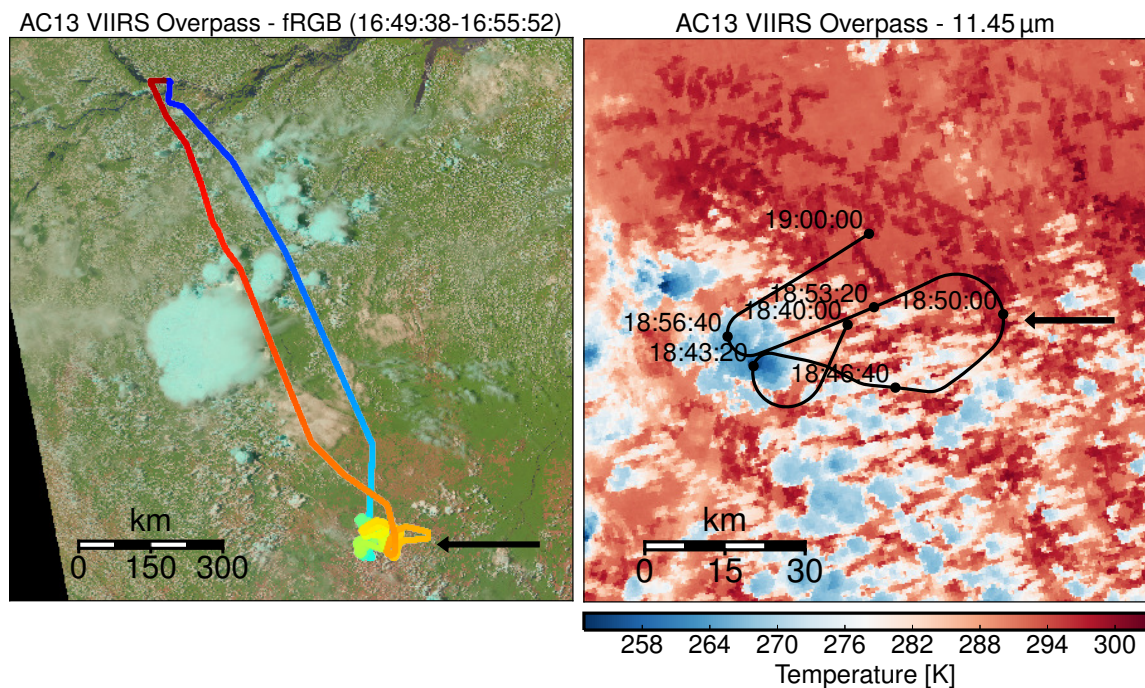 AC13 VIIRS Overpass - fRGB (16:49:38-16:55:52)
km
0 150 300
AC13 VIIRS Overpass - 11.45 μm
19:00:00
18:53:20
18:50:00
18:40:00
18:56:40
18:43:20
18:46:40
km
0 15 30
258 264 270 276 282 288 294 300
Temperature [K]